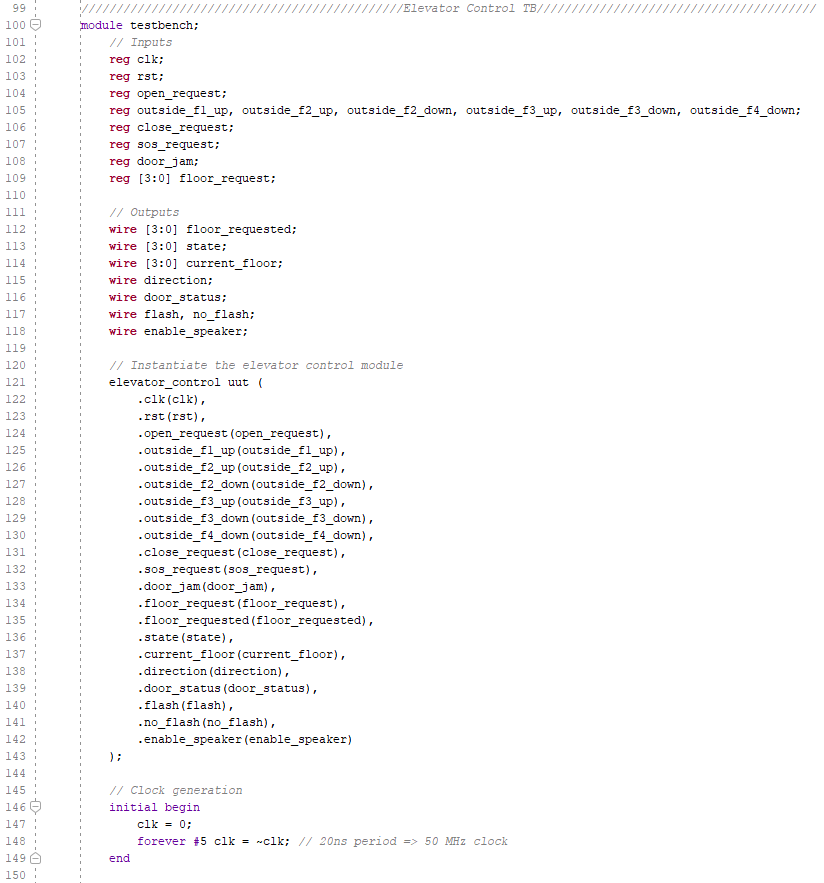 99 //////////////////////////////////////////////Elevator Control TB////////////////////////////////////////
100 module testbench;
101 // Inputs
102 reg clk;
103 reg rst;
104 reg open_request;
105 reg outside_f1_up, outside_f2_up, outside_f2_down, outside_f3_up, outside_f3_down, outside_f4_down;
106 reg close_request;
107 reg sos_request;
108 reg door_jam;
109 reg [3:0] floor_request;
110
111 // Outputs
112 wire [3:0] floor_requested;
113 wire [3:0] state;
114 wire [3:0] current_floor;
115 wire direction;
116 wire door_status;
117 wire flash, no_flash;
118 wire enable_speaker;
119
120 // Instantiate the elevator control module
121 elevator_control uut (
122 .clk(clk),
123 .rst(rst),
124 .open_request(open_request),
125 .outside_f1_up(outside_f1_up),
126 .outside_f2_up(outside_f2_up),
127 .outside_f2_down(outside_f2_down),
128 .outside_f3_up(outside_f3_up),
129 .outside_f3_down(outside_f3_down),
130 .outside_f4_down(outside_f4_down),
131 .close_request(close_request),
132 .sos_request(sos_request),
133 .door_jam(door_jam),
134 .floor_request(floor_request),
135 .floor_requested(floor_requested),
136 .state(state),
137 .current_floor(current_floor),
138 .direction(direction),
139 .door_status(door_status),
140 .flash(flash),
141 .no_flash(no_flash),
142 .enable_speaker(enable_speaker)
143 );
144
145 // Clock generation
146 initial begin
147 clk = 0;
148 forever #5 clk = ~clk; // 20ns period => 50 MHz clock
149 end
150